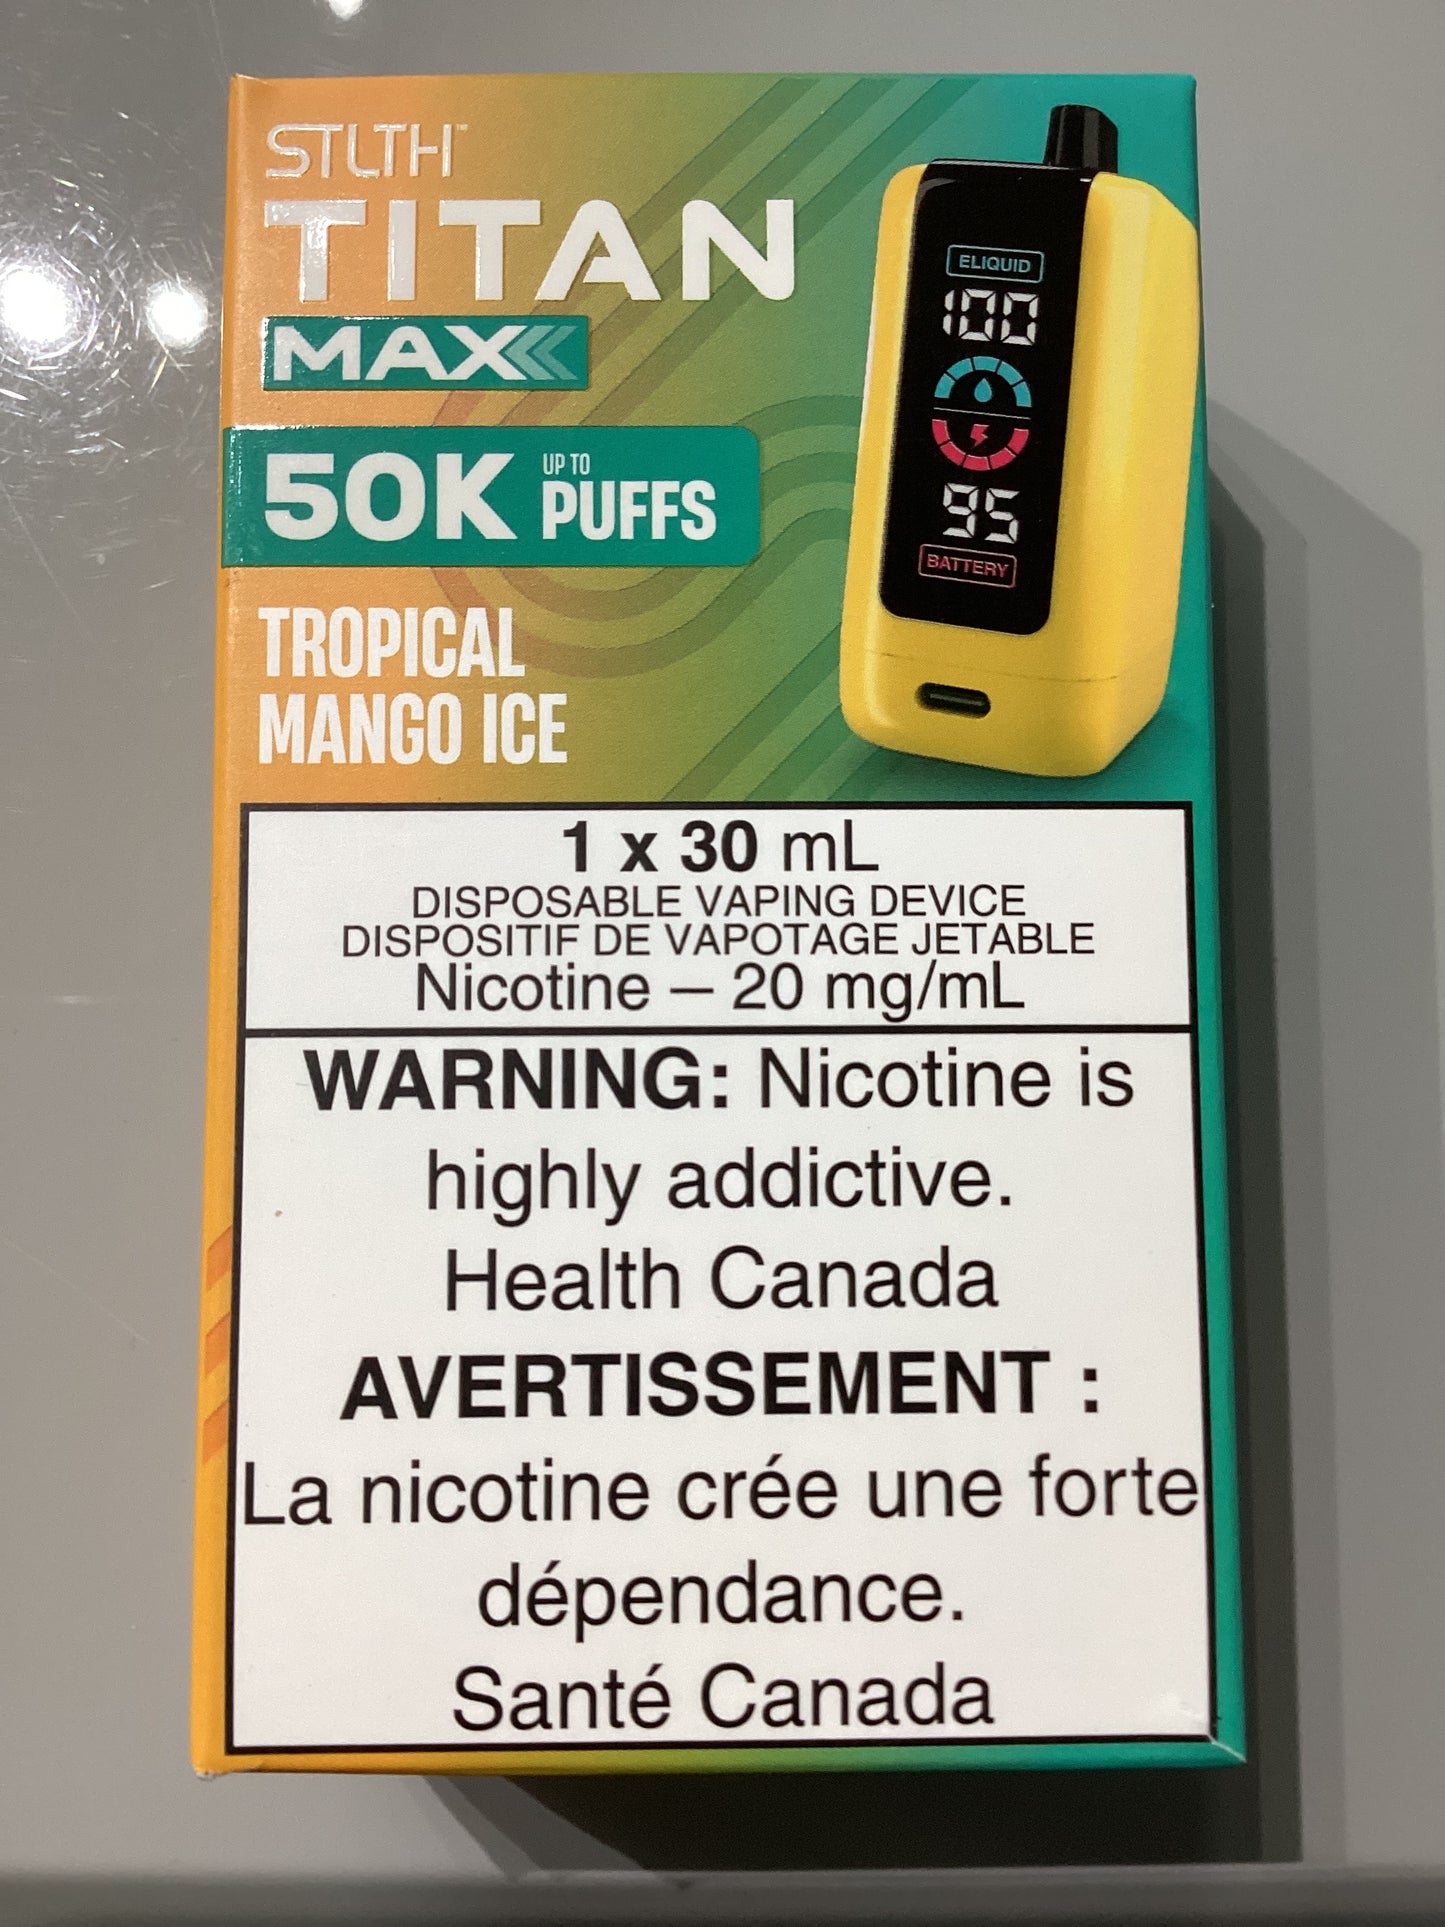 STLTH™
TITAN
MAX
50K UP TO PUFFS
TROPICAL
MANGO ICE
ELIQUID
100
95
BATTERY
1 x 30 mL
DISPOSABLE VAPING DEVICE
DISPOSITIF DE VAPOTAGE JETABLE
Nicotine – 20 mg/mL
WARNING: Nicotine is
highly addictive.
Health Canada
AVERTISSEMENT :
La nicotine crée une forte
dépendance.
Santé Canada